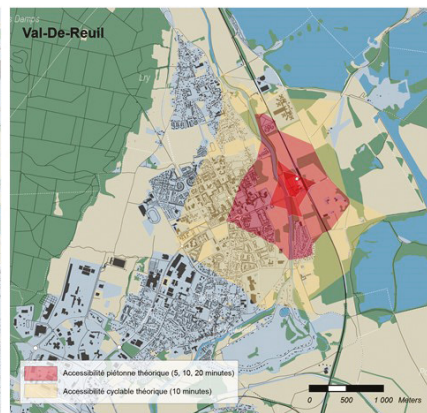 Damps
Val-De-Reuil
Léry
Accessibilité piétonne théorique (5, 10, 20 minutes)
Accessibilité cyclable théorique (10 minutes)
0 500 1 000 Meters